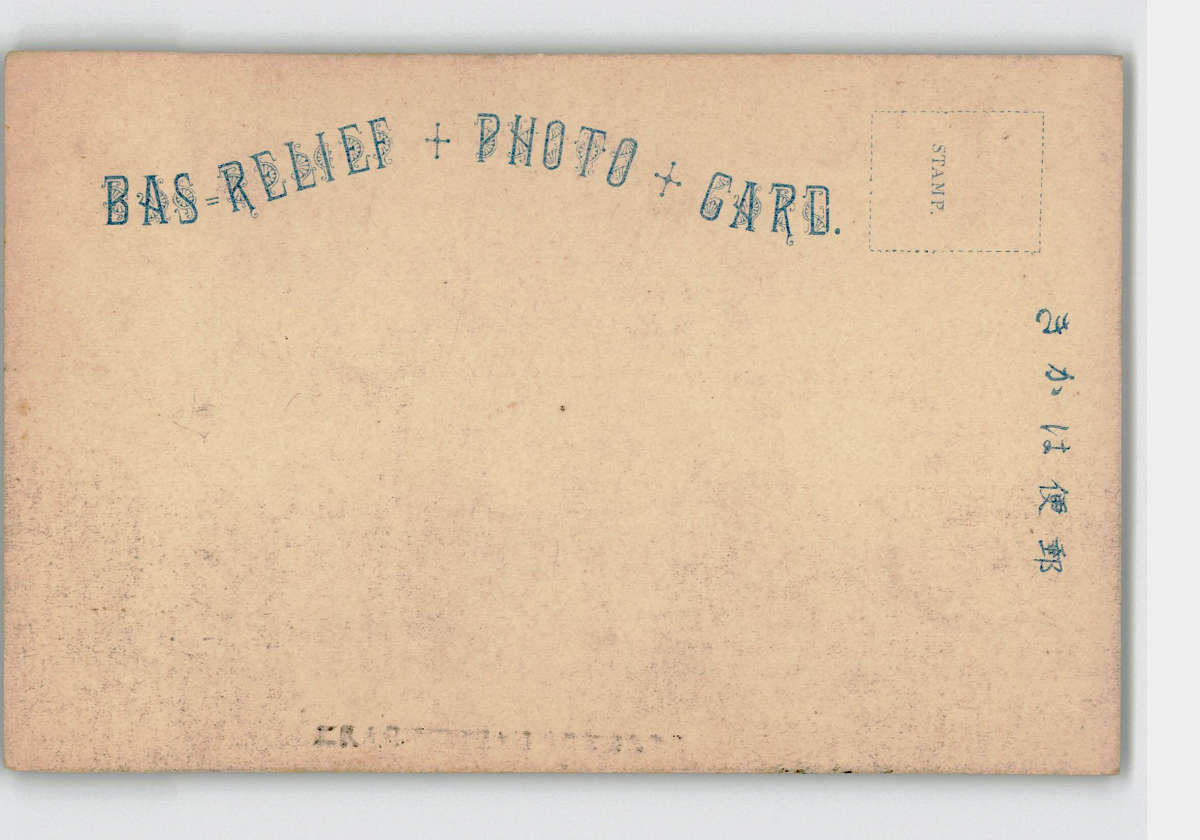 BAS=RELIEF + PHOTO + CARD.
STAMP.
郵便はかき